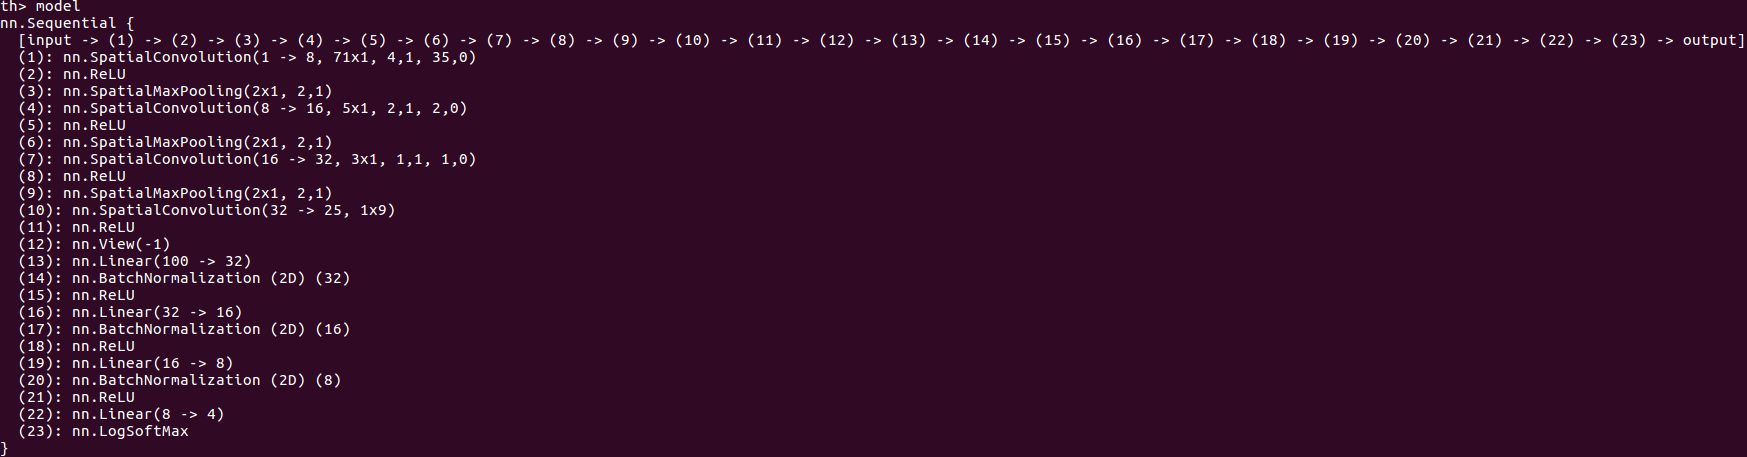 th> model
nn.Sequential {
  [input -> (1) -> (2) -> (3) -> (4) -> (5) -> (6) -> (7) -> (8) -> (9) -> (10) -> (11) -> (12) -> (13) -> (14) -> (15) -> (16) -> (17) -> (18) -> (19) -> (20) -> (21) -> (22) -> (23) -> output]
  (1): nn.SpatialConvolution(1 -> 8, 71x1, 4,1, 35,0)
  (2): nn.ReLU
  (3): nn.SpatialMaxPooling(2x1, 2,1)
  (4): nn.SpatialConvolution(8 -> 16, 5x1, 2,1, 2,0)
  (5): nn.ReLU
  (6): nn.SpatialMaxPooling(2x1, 2,1)
  (7): nn.SpatialConvolution(16 -> 32, 3x1, 1,1, 1,0)
  (8): nn.ReLU
  (9): nn.SpatialMaxPooling(2x1, 2,1)
  (10): nn.SpatialConvolution(32 -> 25, 1x9)
  (11): nn.ReLU
  (12): nn.View(-1)
  (13): nn.Linear(100 -> 32)
  (14): nn.BatchNormalization (2D) (32)
  (15): nn.ReLU
  (16): nn.Linear(32 -> 16)
  (17): nn.BatchNormalization (2D) (16)
  (18): nn.ReLU
  (19): nn.Linear(16 -> 8)
  (20): nn.BatchNormalization (2D) (8)
  (21): nn.ReLU
  (22): nn.Linear(8 -> 4)
  (23): nn.LogSoftMax
}